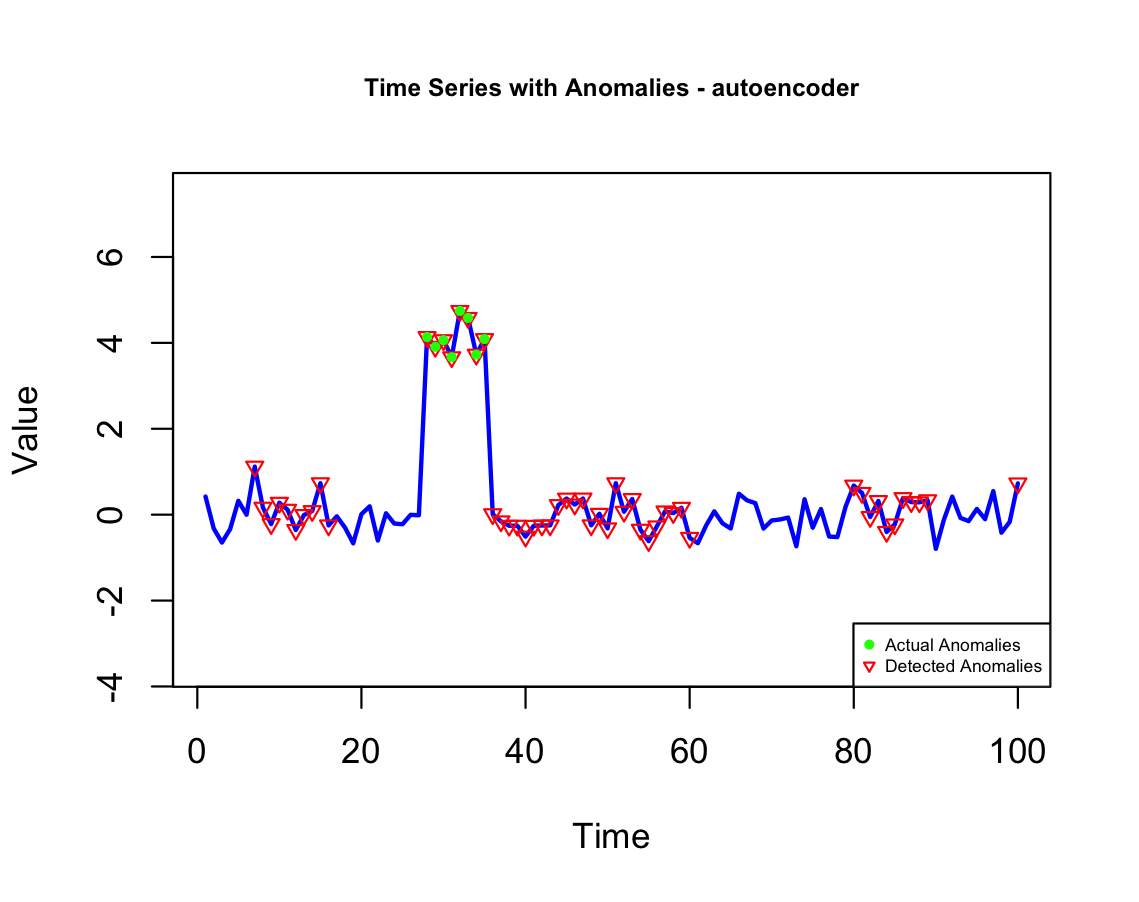 Time Series with Anomalies - autoencoder
Value
6
4
2
0
-2
-4
Actual Anomalies
Detected Anomalies
0 20 40 60 80 100
Time